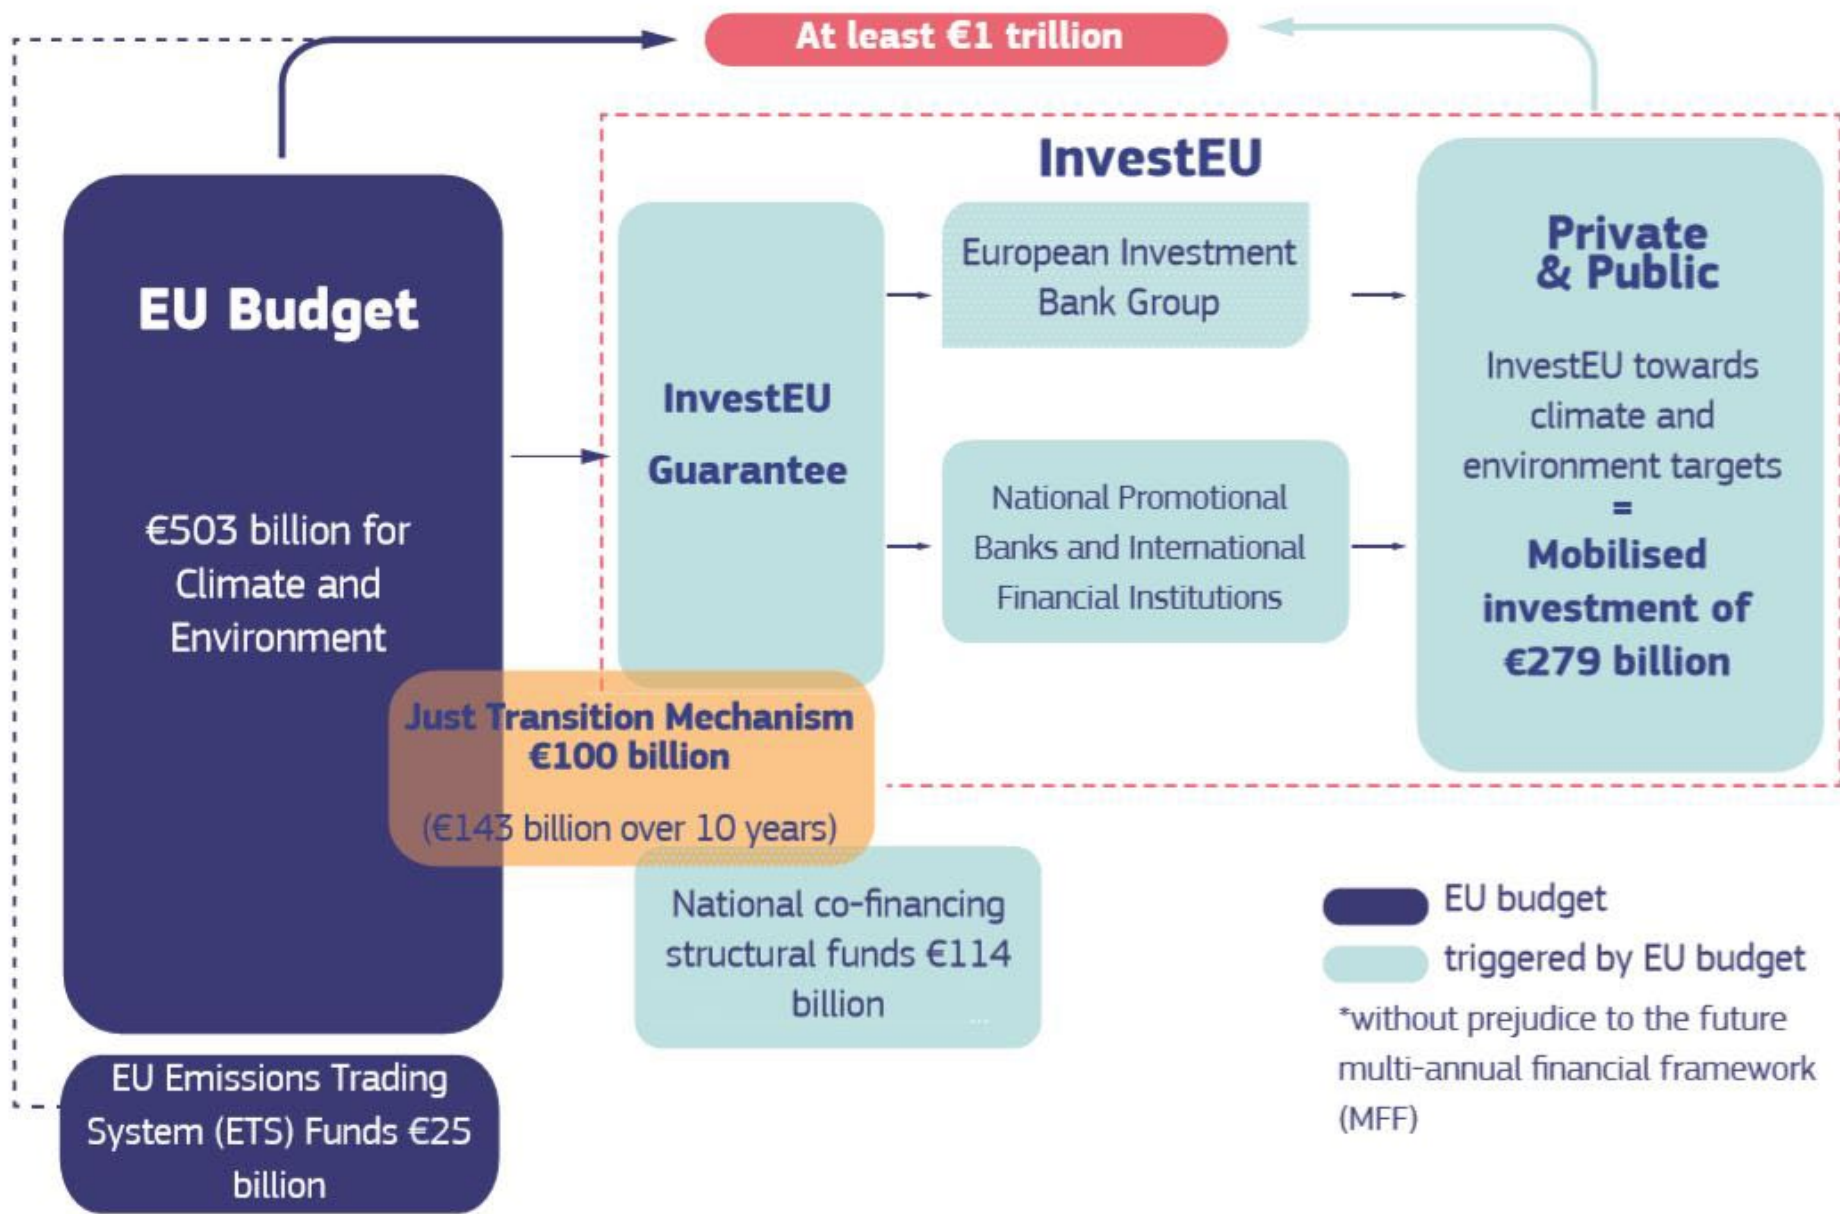 At least €1 trillion
EU Budget
€503 billion for
Climate and
Environment
InvestEU
InvestEU
Guarantee
European Investment
Bank Group
National Promotional
Banks and International
Financial Institutions
Private
& Public
InvestEU towards
climate and
environment targets
=
Mobilised
investment of
€279 billion
Just Transition Mechanism
€100 billion
(€143 billion over 10 years)
National co-financing
structural funds €114
billion
...
EU Emissions Trading
System (ETS) Funds €25
billion
EU budget
triggered by EU budget
*without prejudice to the future
multi-annual financial framework
(MFF)